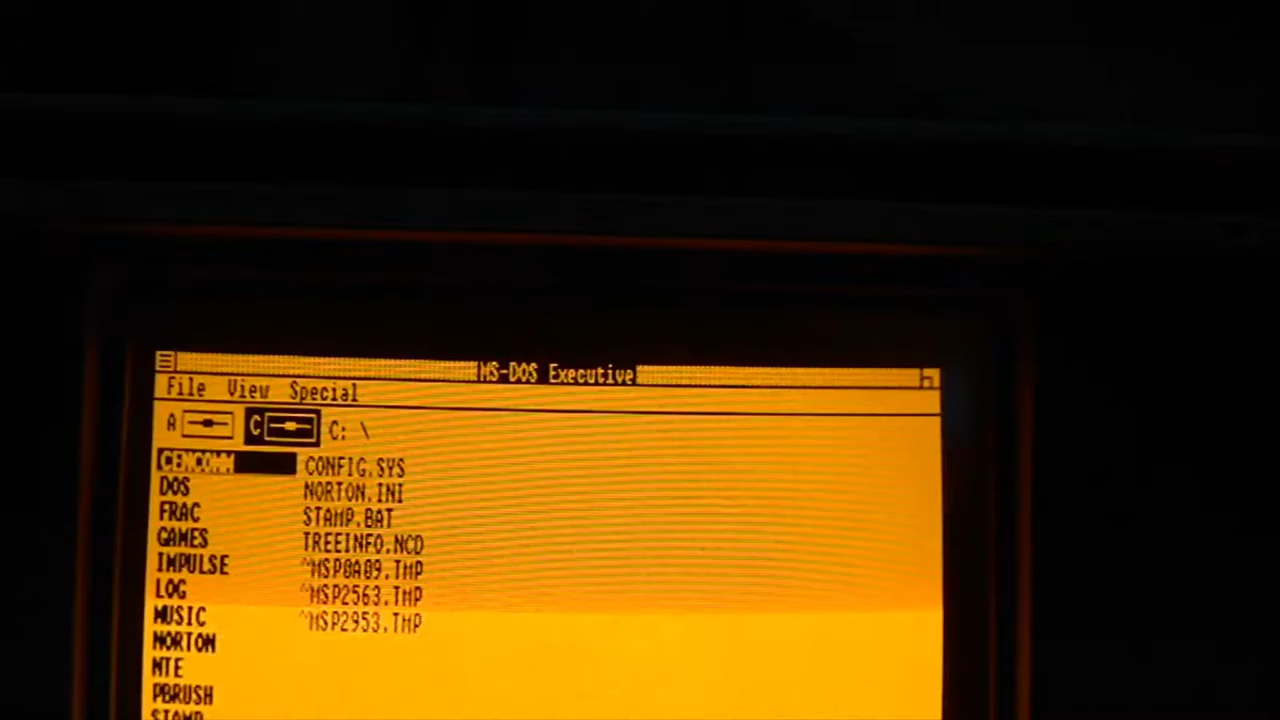 MS-DOS Executive
File View Special
A C C: \
CENCOMM CONFIG.SYS
DOS NORTON.INI
FRAC STAMP.BAT
GAMES TREEINFO.NCD
IMPULSE ~MSP0A09.TMP
LOG ~MSP2563.TMP
MUSIC ~MSP2953.TMP
NORTON
NTE
PBRUSH
STAMP